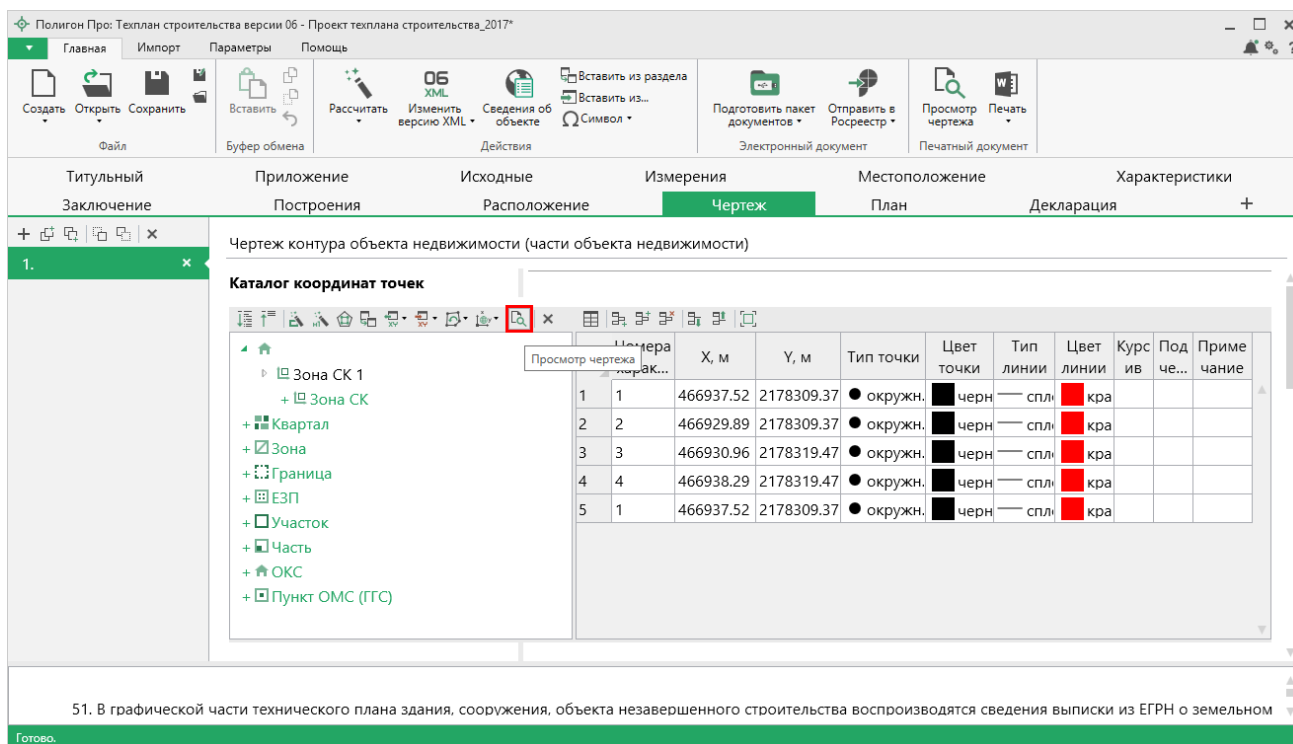 Полигон Про: Техплан строительства версии 06 - Проект техплана строительства_2017*
Главная Импорт Параметры Помощь
Создать Открыть Сохранить
Файл
Вставить
Буфер обмена
Рассчитать
06 XML
Изменить версию XML
Сведения об объекте
Вставить из раздела
Вставить из...
Символ
Действия
Подготовить пакет документов
Отправить в Росреестр
Электронный документ
Просмотр чертежа
Печать
Печатный документ
Титульный Приложение Исходные Измерения Местоположение Характеристики
Заключение Построения Расположение Чертеж План Декларация +
1.
Чертеж контура объекта недвижимости (части объекта недвижимости)
Каталог координат точек
Просмотр чертежа
Зона СК 1
+ Зона СК
+ Квартал
+ Зона
+ Граница
+ ЕЗП
+ Участок
+ Часть
+ ОКС
+ Пункт ОМС (ГГС)
Номера харак... X, м Y, м Тип точки Цвет точки Тип линии Цвет линии Курс ив Под че... Приме чание
1 1 466937.52 2178309.37 окружн. черн спл кра
2 2 466929.89 2178309.37 окружн. черн спл кра
3 3 466930.96 2178319.47 окружн. черн спл кра
4 4 466938.29 2178319.47 окружн. черн спл кра
5 1 466937.52 2178309.37 окружн. черн спл кра
51. В графической части технического плана здания, сооружения, объекта незавершенного строительства воспроизводятся сведения выписки из ЕГРН о земельном
Готово.